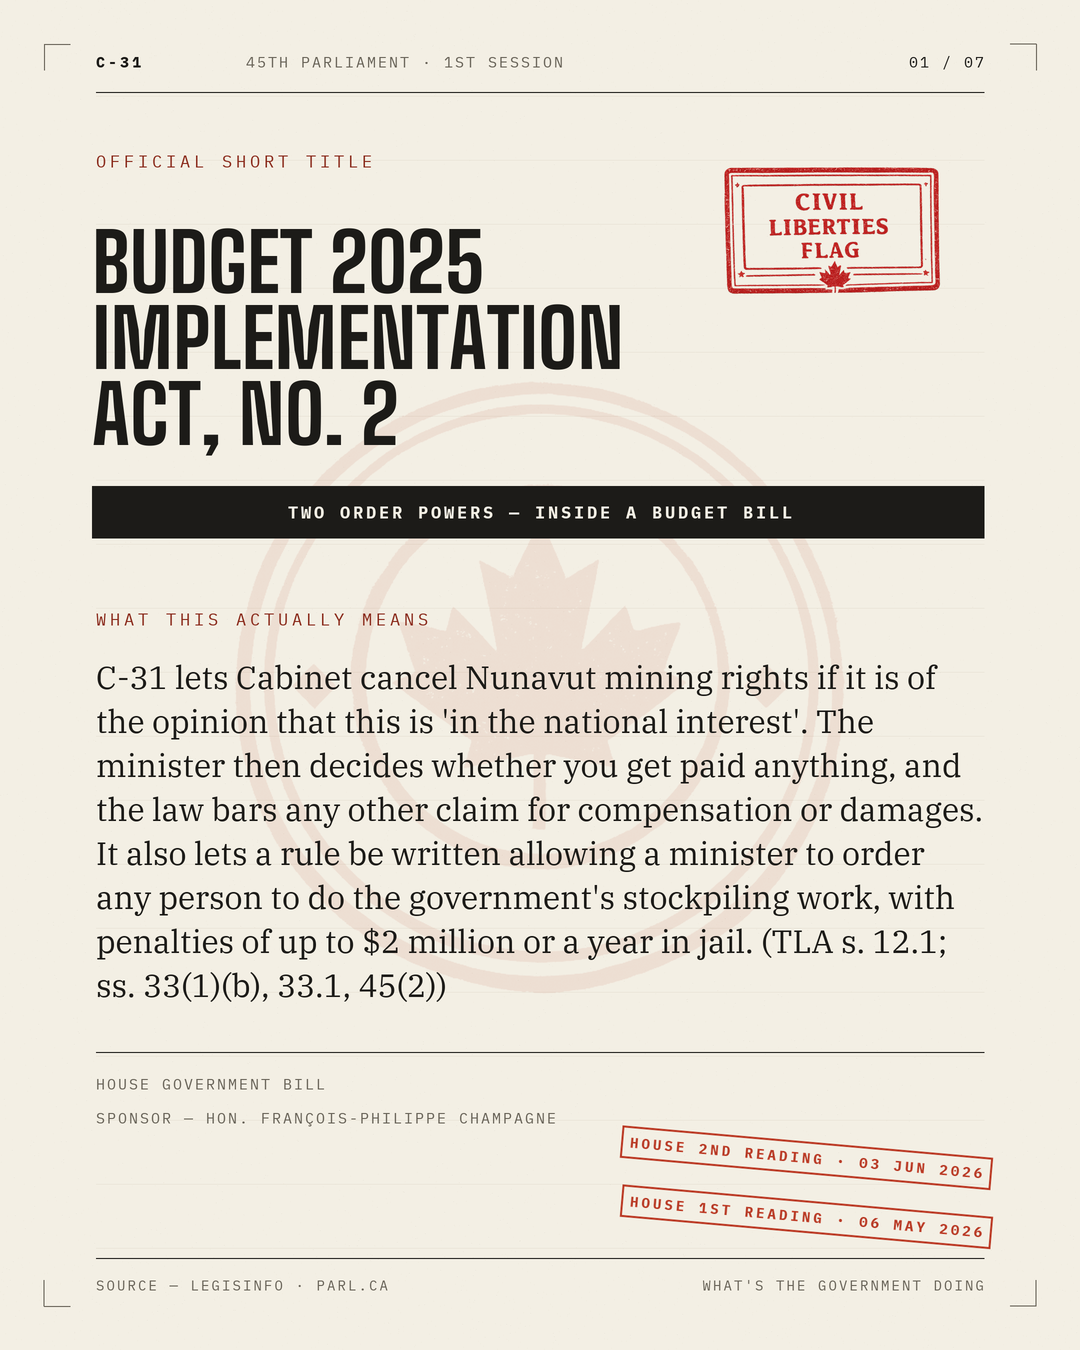 C-31
45TH PARLIAMENT · 1ST SESSION
01 / 07
OFFICIAL SHORT TITLE
CIVIL
LIBERTIES
FLAG
BUDGET 2025
IMPLEMENTATION
ACT, NO. 2
TWO ORDER POWERS — INSIDE A BUDGET BILL
WHAT THIS ACTUALLY MEANS
C-31 lets Cabinet cancel Nunavut mining rights if it is of
the opinion that this is 'in the national interest'. The
minister then decides whether you get paid anything, and
the law bars any other claim for compensation or damages.
It also lets a rule be written allowing a minister to order
any person to do the government's stockpiling work, with
penalties of up to $2 million or a year in jail. (TLA s. 12.1;
ss. 33(1)(b), 33.1, 45(2))
HOUSE GOVERNMENT BILL
SPONSOR — HON. FRANÇOIS-PHILIPPE CHAMPAGNE
HOUSE 2ND READING · 03 JUN 2026
HOUSE 1ST READING · 06 MAY 2026
SOURCE — LEGISINFO · PARL.CA
WHAT'S THE GOVERNMENT DOING